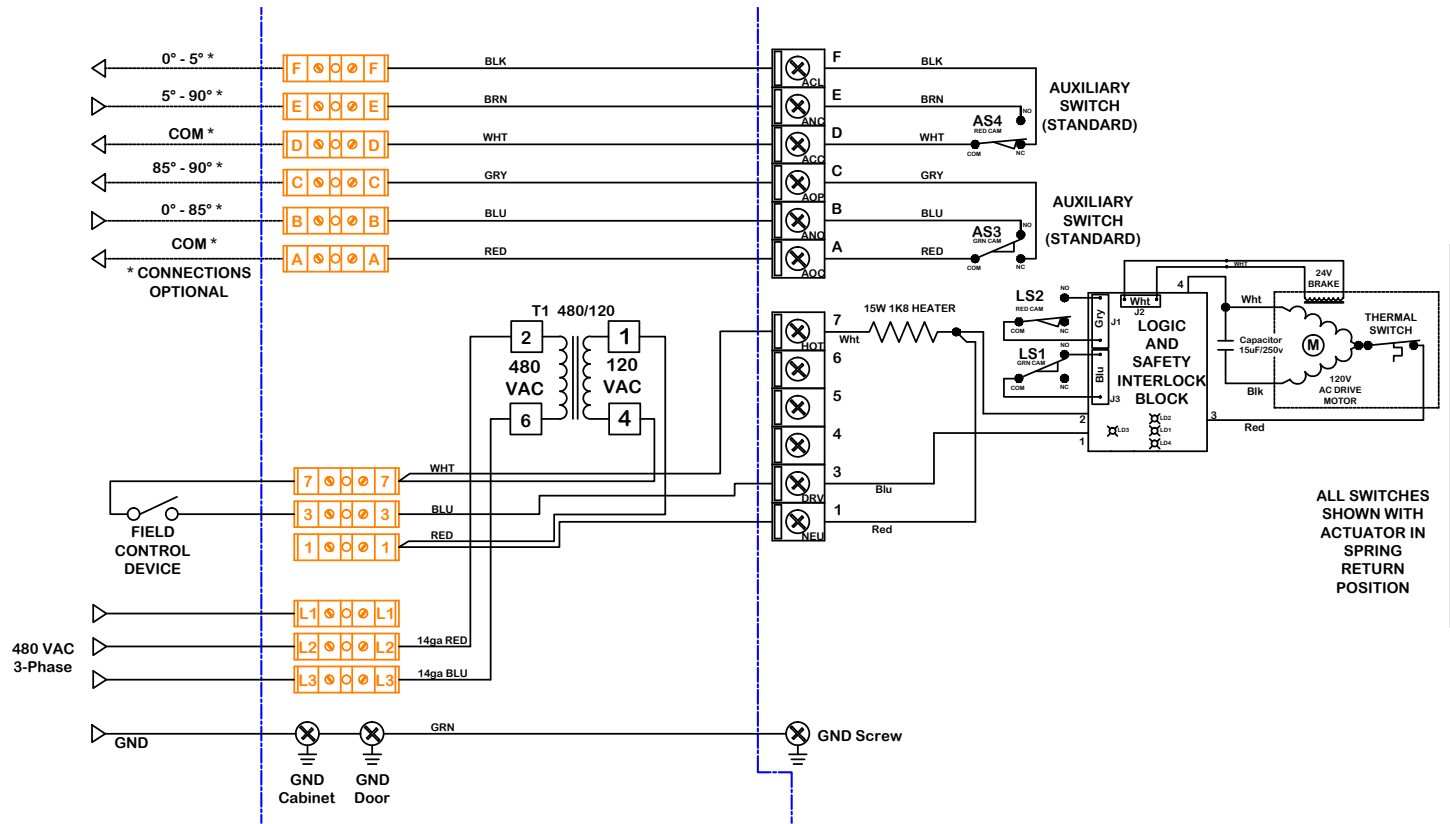 0° - 5° *
F F
BLK
F
ACL
BLK
5° - 90° *
E E
BRN
E
ANC
BRN
NO
AUXILIARY
SWITCH
(STANDARD)
COM *
D D
WHT
D
ACC
WHT
AS4
RED CAM
COM
NC
85° - 90° *
C C
GRY
C
AOP
GRY
0° - 85° *
B B
BLU
B
ANO
BLU
NO
AUXILIARY
SWITCH
(STANDARD)
COM *
A A
RED
A
AOC
RED
AS3
GRN CAM
COM
NC
* CONNECTIONS
OPTIONAL
T1 480/120
2
1
480
VAC
120
VAC
6
4
7
HOT
Wht
15W 1K8 HEATER
6
5
4
3
DRV
Blu
1
NEU
Red
LS2
RED CAM
NO
COM
NC
LS1
GRN CAM
NO
COM
NC
Gry
J1
Blu
J3
Wht
J2
4
LOGIC
AND
SAFETY
INTERLOCK
BLOCK
LD3
LD2
LD1
LD4
2
1
3
Red
WHT
24V
BRAKE
Wht
Capacitor
15uF/250v
Blk
M
120V
AC DRIVE
MOTOR
THERMAL
SWITCH
7 7
WHT
3 3
BLU
1 1
RED
FIELD
CONTROL
DEVICE
L1 L1
L2 L2
14ga RED
L3 L3
14ga BLU
480 VAC
3-Phase
GND
GRN
GND Screw
GND
Cabinet
GND
Door
ALL SWITCHES
SHOWN WITH
ACTUATOR IN
SPRING
RETURN
POSITION